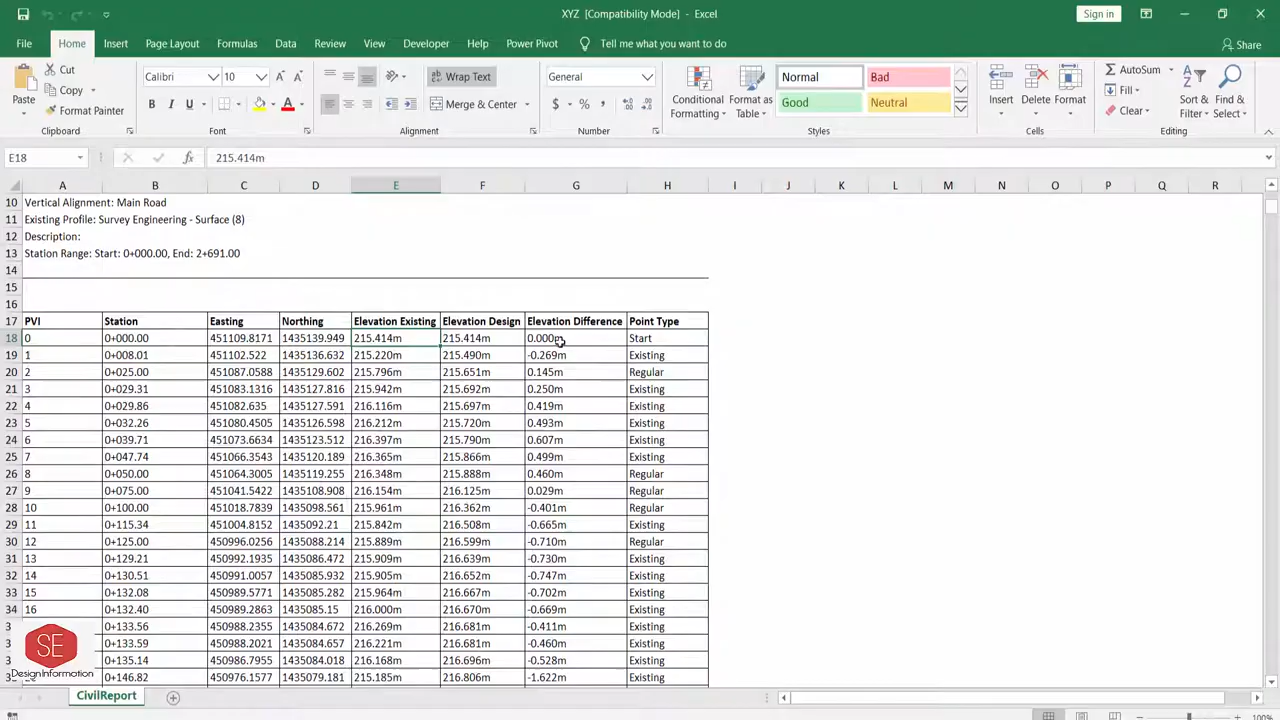 XYZ [Compatibility Mode] - Excel
Sign in
File Home Insert Page Layout Formulas Data Review View Developer Help Power Pivot Tell me what you want to do Share
Paste
Cut
Copy
Format Painter
Clipboard
Calibri 10
B I U
Font
Wrap Text
Merge & Center
Alignment
General
$ % ,
Number
Conditional Formatting
Format as Table
Normal Bad
Good Neutral
Styles
Insert Delete Format
Cells
AutoSum
Fill
Clear
Sort & Filter
Find & Select
Editing
E18 fx 215.414m
A B C D E F G H I J K L M N O P Q R
10 Vertical Alignment: Main Road
11 Existing Profile: Survey Engineering - Surface (8)
12 Description:
13 Station Range: Start: 0+000.00, End: 2+691.00
14
15
16
17 PVI Station Easting Northing Elevation Existing Elevation Design Elevation Difference Point Type
18 0 0+000.00 451109.8171 1435139.949 215.414m 215.414m 0.000m Start
19 1 0+008.01 451102.522 1435136.632 215.220m 215.490m -0.269m Existing
20 2 0+025.00 451087.0588 1435129.602 215.796m 215.651m 0.145m Regular
21 3 0+029.31 451083.1316 1435127.816 215.942m 215.692m 0.250m Existing
22 4 0+029.86 451082.635 1435127.591 216.116m 215.697m 0.419m Existing
23 5 0+032.26 451080.4505 1435126.598 216.212m 215.720m 0.493m Existing
24 6 0+039.71 451073.6634 1435123.512 216.397m 215.790m 0.607m Existing
25 7 0+047.74 451066.3543 1435120.188 216.365m 215.866m 0.499m Existing
26 8 0+050.00 451064.3005 1435119.255 216.348m 215.888m 0.460m Regular
27 9 0+075.00 451041.5422 1435108.908 216.154m 216.125m 0.029m Regular
28 10 0+100.00 451018.7839 1435098.561 215.961m 216.362m -0.401m Regular
29 11 0+115.34 451004.8152 1435092.21 215.842m 216.508m -0.665m Existing
30 12 0+125.00 450996.0256 1435088.214 215.889m 216.599m -0.710m Regular
31 13 0+129.21 450992.1935 1435086.472 215.909m 216.639m -0.730m Existing
32 14 0+130.51 450991.0057 1435085.932 215.905m 216.652m -0.747m Existing
33 15 0+132.08 450989.5771 1435085.282 215.964m 216.667m -0.702m Existing
34 16 0+132.40 450989.2863 1435085.15 216.000m 216.670m -0.669m Existing
0+133.56 450988.2355 1435084.672 216.269m 216.681m -0.411m Existing
0+133.59 450988.2021 1435084.657 216.221m 216.681m -0.460m Existing
0+135.14 450986.7955 1435084.018 216.168m 216.696m -0.528m Existing
0+146.82 450976.1577 1435079.181 215.185m 216.806m -1.622m Existing
SE
Design Information
CivilReport
100%